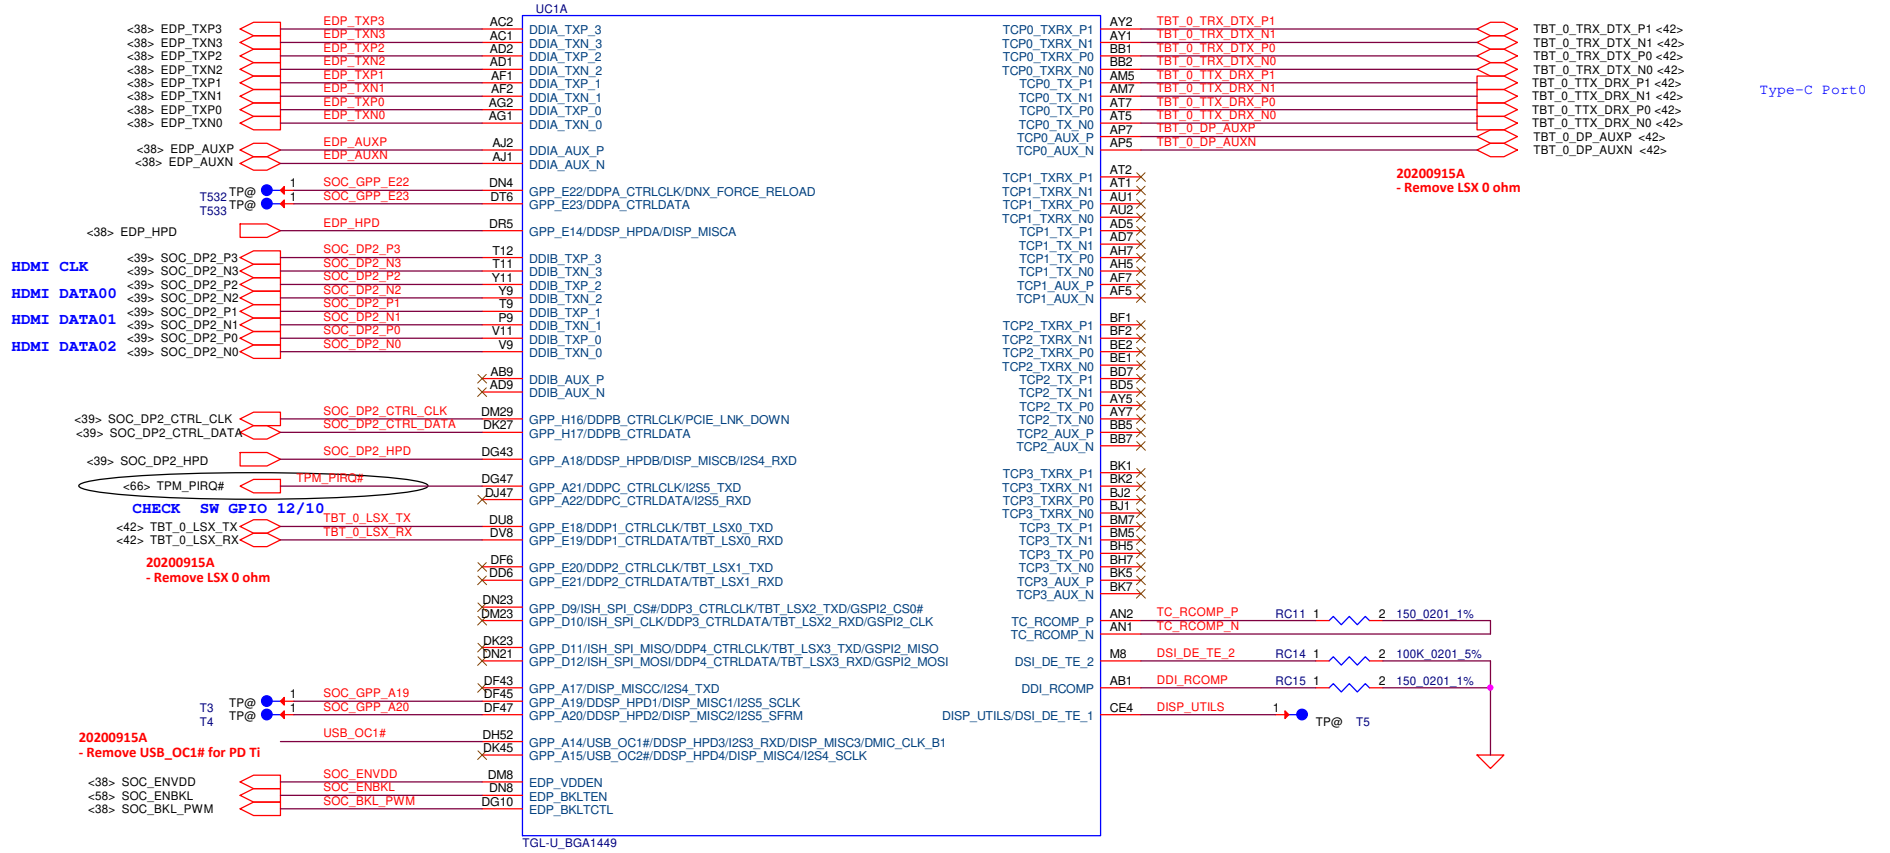 UC1A
<38> EDP_TXP3 EDP_TXP3 AC2 DDIA_TXP_3
<38> EDP_TXN3 EDP_TXN3 AC1 DDIA_TXN_3
<38> EDP_TXP2 EDP_TXP2 AD2 DDIA_TXP_2
<38> EDP_TXN2 EDP_TXN2 AD1 DDIA_TXN_2
<38> EDP_TXP1 EDP_TXP1 AF1 DDIA_TXP_1
<38> EDP_TXN1 EDP_TXN1 AF2 DDIA_TXN_1
<38> EDP_TXP0 EDP_TXP0 AG2 DDIA_TXP_0
<38> EDP_TXN0 EDP_TXN0 AG1 DDIA_TXN_0
<38> EDP_AUXP EDP_AUXP AJ2 DDIA_AUX_P
<38> EDP_AUXN EDP_AUXN AJ1 DDIA_AUX_N
T532 TP@ 1 SOC_GPP_E22 DN4 GPP_E22/DDPA_CTRLCLK/DNX_FORCE_RELOAD
T533 TP@ 1 SOC_GPP_E23 DT6 GPP_E23/DDPA_CTRLDATA
<38> EDP_HPD EDP_HPD DR5 GPP_E14/DDSP_HPDA/DISP_MISCA
HDMI CLK
<39> SOC_DP2_P3 SOC_DP2_P3 T12 DDIB_TXP_3
<39> SOC_DP2_N3 SOC_DP2_N3 T11 DDIB_TXN_3
HDMI DATA00
<39> SOC_DP2_P2 SOC_DP2_P2 Y11 DDIB_TXP_2
<39> SOC_DP2_N2 SOC_DP2_N2 Y9 DDIB_TXN_2
HDMI DATA01
<39> SOC_DP2_P1 SOC_DP2_P1 T9 DDIB_TXP_1
<39> SOC_DP2_N1 SOC_DP2_N1 P9 DDIB_TXN_1
HDMI DATA02
<39> SOC_DP2_P0 SOC_DP2_P0 V11 DDIB_TXP_0
<39> SOC_DP2_N0 SOC_DP2_N0 V9 DDIB_TXN_0
AB9 DDIB_AUX_P
AD9 DDIB_AUX_N
<39> SOC_DP2_CTRL_CLK SOC_DP2_CTRL_CLK DM29 GPP_H16/DDPB_CTRLCLK/PCIE_LNK_DOWN
<39> SOC_DP2_CTRL_DATA SOC_DP2_CTRL_DATA DK27 GPP_H17/DDPB_CTRLDATA
<39> SOC_DP2_HPD SOC_DP2_HPD DG43 GPP_A18/DDSP_HPDB/DISP_MISCB/I2S4_RXD
<66> TPM_PIRQ# TPM_PIRQ# DG47 GPP_A21/DDPC_CTRLCLK/I2S5_TXD
DJ47 GPP_A22/DDPC_CTRLDATA/I2S5_RXD
CHECK SW GPIO 12/10
<42> TBT_0_LSX_TX TBT_0_LSX_TX DU8 GPP_E18/DDP1_CTRLCLK/TBT_LSX0_TXD
<42> TBT_0_LSX_RX TBT_0_LSX_RX DV8 GPP_E19/DDP1_CTRLDATA/TBT_LSX0_RXD
20200915A
- Remove LSX 0 ohm
DF6 GPP_E20/DDP2_CTRLCLK/TBT_LSX1_TXD
DD6 GPP_E21/DDP2_CTRLDATA/TBT_LSX1_RXD
DN23 GPP_D9/ISH_SPI_CS#/DDP3_CTRLCLK/TBT_LSX2_TXD/GSPI2_CS0#
DM23 GPP_D10/ISH_SPI_CLK/DDP3_CTRLDATA/TBT_LSX2_RXD/GSPI2_CLK
DK23 GPP_D11/ISH_SPI_MISO/DDP4_CTRLCLK/TBT_LSX3_TXD/GSPI2_MISO
DN21 GPP_D12/ISH_SPI_MOSI/DDP4_CTRLDATA/TBT_LSX3_RXD/GSPI2_MOSI
DF43 GPP_A17/DISP_MISCC/I2S4_TXD
T3 TP@ 1 SOC_GPP_A19 DF45 GPP_A19/DDSP_HPD1/DISP_MISC1/I2S5_SCLK
T4 TP@ 1 SOC_GPP_A20 DF47 GPP_A20/DDSP_HPD2/DISP_MISC2/I2S5_SFRM
20200915A
- Remove USB_OC1# for PD Ti
USB_OC1# DH52 GPP_A14/USB_OC1#/DDSP_HPD3/I2S3_RXD/DISP_MISC3/DMIC_CLK_B1
DK45 GPP_A15/USB_OC2#/DDSP_HPD4/DISP_MISC4/I2S4_SCLK
<38> SOC_ENVDD SOC_ENVDD DM8 EDP_VDDEN
<58> SOC_ENBKL SOC_ENBKL DN8 EDP_BKLTEN
<38> SOC_BKL_PWM SOC_BKL_PWM DG10 EDP_BKLTCTL
TGL-U_BGA1449
TCP0_TXRX_P1 AY2 TBT_0_TRX_DTX_P1 TBT_0_TRX_DTX_P1 <42>
TCP0_TXRX_N1 AY1 TBT_0_TRX_DTX_N1 TBT_0_TRX_DTX_N1 <42>
TCP0_TXRX_P0 BB1 TBT_0_TRX_DTX_P0 TBT_0_TRX_DTX_P0 <42>
TCP0_TXRX_N0 BB2 TBT_0_TRX_DTX_N0 TBT_0_TRX_DTX_N0 <42>
TCP0_TX_P1 AM5 TBT_0_TTX_DRX_P1 TBT_0_TTX_DRX_P1 <42>
TCP0_TX_N1 AM7 TBT_0_TTX_DRX_N1 TBT_0_TTX_DRX_N1 <42>
TCP0_TX_P0 AT7 TBT_0_TTX_DRX_P0 TBT_0_TTX_DRX_P0 <42>
TCP0_TX_N0 AT5 TBT_0_TTX_DRX_N0 TBT_0_TTX_DRX_N0 <42>
TCP0_AUX_P AP7 TBT_0_DP_AUXP TBT_0_DP_AUXP <42>
TCP0_AUX_N AP5 TBT_0_DP_AUXN TBT_0_DP_AUXN <42>
Type-C Port0
20200915A
- Remove LSX 0 ohm
TCP1_TXRX_P1 AT2
TCP1_TXRX_N1 AT1
TCP1_TXRX_P0 AU1
TCP1_TXRX_N0 AU2
TCP1_TX_P1 AD5
TCP1_TX_N1 AD7
TCP1_TX_P0 AH7
TCP1_TX_N0 AH5
TCP1_AUX_P AF7
TCP1_AUX_N AF5
TCP2_TXRX_P1 BF1
TCP2_TXRX_N1 BF2
TCP2_TXRX_P0 BE2
TCP2_TXRX_N0 BE1
TCP2_TX_P1 BD7
TCP2_TX_N1 BD5
TCP2_TX_P0 AY5
TCP2_TX_N0 AY7
TCP2_AUX_P BB5
TCP2_AUX_N BB7
TCP3_TXRX_P1 BK1
TCP3_TXRX_N1 BK2
TCP3_TXRX_P0 BJ2
TCP3_TXRX_N0 BJ1
TCP3_TX_P1 BM7
TCP3_TX_N1 BM5
TCP3_TX_P0 BH5
TCP3_TX_N0 BH7
TCP3_AUX_P BK5
TCP3_AUX_N BK7
TC_RCOMP_P AN2 TC_RCOMP_P RC11 1 2 150_0201_1%
TC_RCOMP_N AN1 TC_RCOMP_N
DSI_DE_TE_2 M8 DSI_DE_TE_2 RC14 1 2 100K_0201_5%
DDI_RCOMP AB1 DDI_RCOMP RC15 1 2 150_0201_1%
DISP_UTILS/DSI_DE_TE_1 CE4 DISP_UTILS 1 TP@ T5